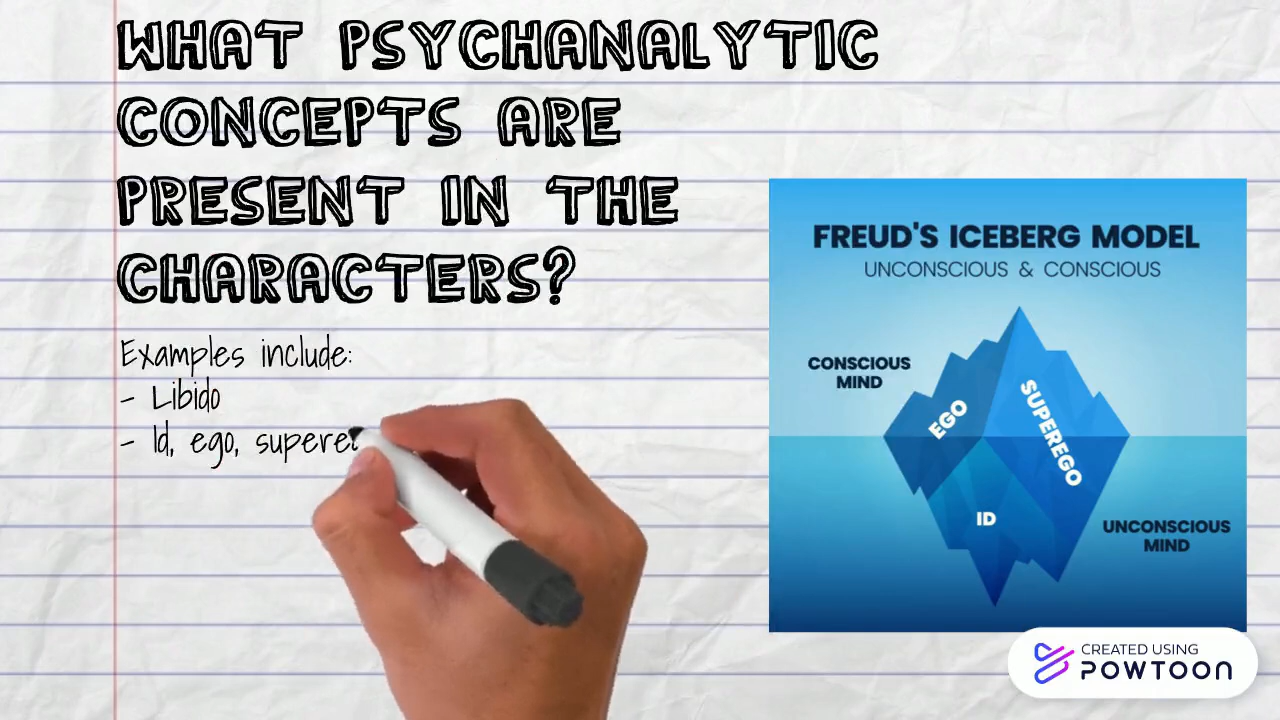 WHAT PSYCHANALYTIC
CONCEPTS ARE
PRESENT IN THE
CHARACTERS?
Examples include:
- Libido
- Id, ego, supere
FREUD'S ICEBERG MODEL
UNCONSCIOUS & CONSCIOUS
CONSCIOUS
MIND
EGO
SUPEREGO
ID
UNCONSCIOUS
MIND
CREATED USING
POWTOON